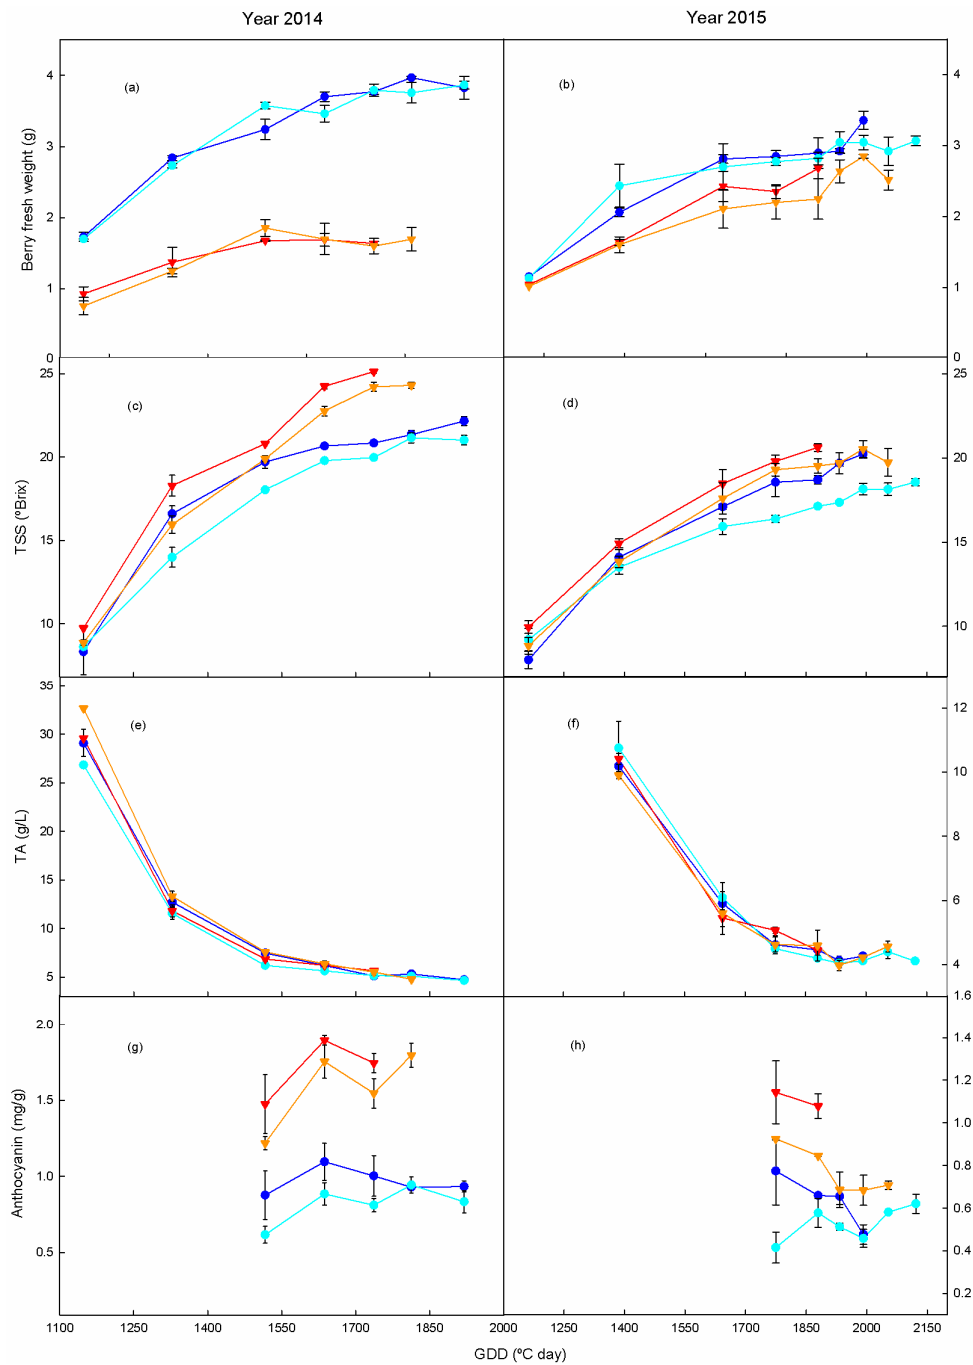 Year 2014
Year 2015
(a)
(b)
Berry fresh weight (g)
4
3
2
1
0
4
3
2
1
0
(c)
(d)
TSS (ºBrix)
25
20
15
10
25
20
15
10
(e)
(f)
TA (g/L)
35
30
25
20
15
10
5
12
10
8
6
4
(g)
(h)
Anthocyanin (mg/g)
2.0
1.5
1.0
0.5
1.6
1.4
1.2
1.0
0.8
0.6
0.4
0.2
1100 1250 1400 1550 1700 1850 2000 1250 1400 1550 1700 1850 2000 2150
GDD (ºC day)